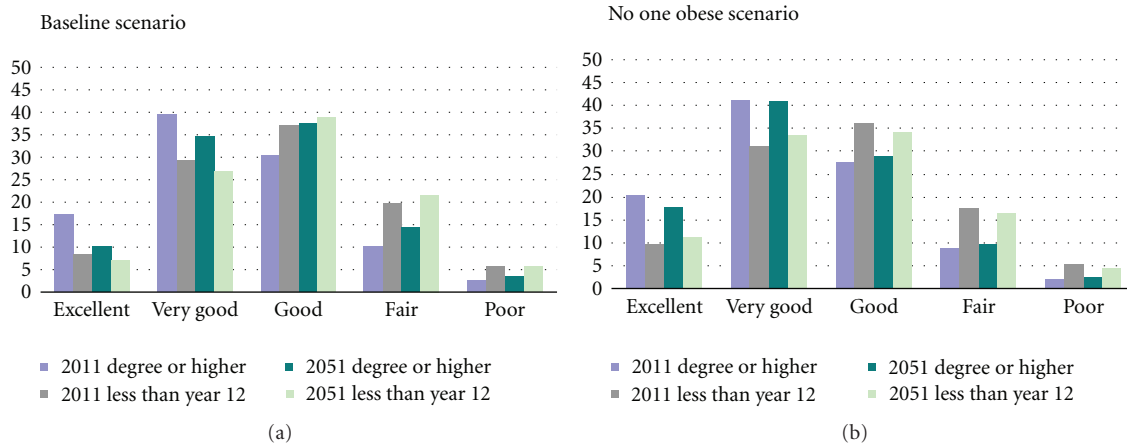 Baseline scenario
50
45
40
35
30
25
20
15
10
5
0
Excellent Very good Good Fair Poor
2011 degree or higher
2011 less than year 12
2051 degree or higher
2051 less than year 12
(a)
No one obese scenario
50
45
40
35
30
25
20
15
10
5
0
Excellent Very good Good Fair Poor
2011 degree or higher
2011 less than year 12
2051 degree or higher
2051 less than year 12
(b)